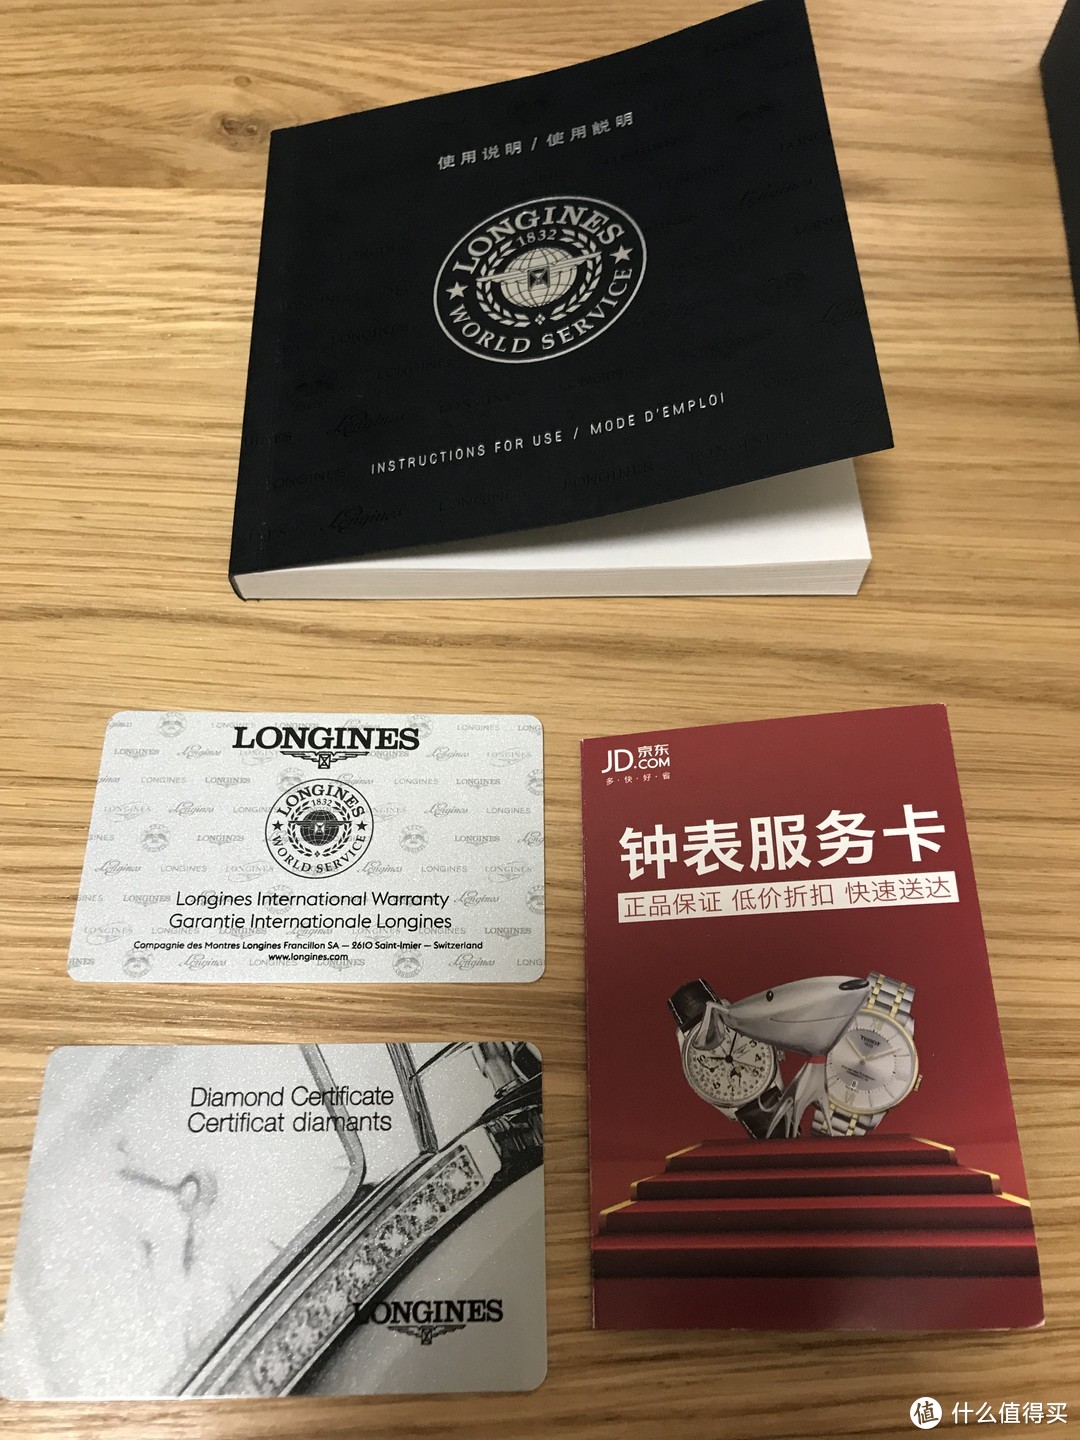 使用说明 / 使用說明
LONGINES
1832
WORLD SERVICE
INSTRUCTIONS FOR USE / MODE D'EMPLOI
LONGINES
LONGINES
1832
WORLD SERVICE
Longines International Warranty
Garantie Internationale Longines
Compagnie des Montres Longines Francillon SA — 2610 Saint-Imier — Switzerland
www.longines.com
JD 京东
.COM
多·快·好·省
钟表服务卡
正品保证 低价折扣 快速送达
TISSOT
Diamond Certificate
Certificat diamants
LONGINES
值 什么值得买